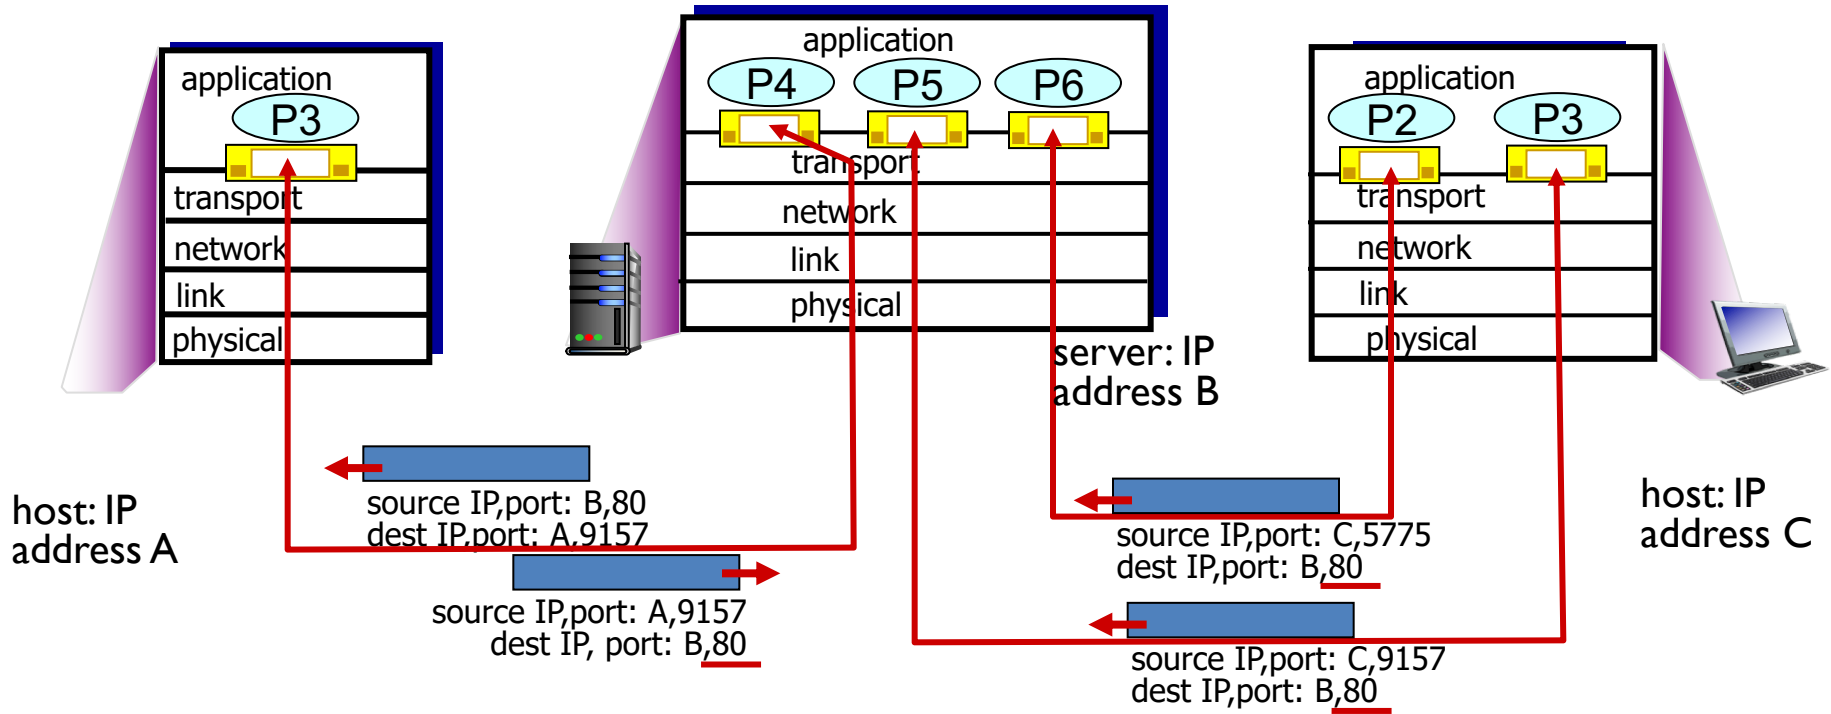 application
P3
transport
network
link
physical
host: IP
address A
application
P4
P5
P6
transport
network
link
physical
server: IP
address B
application
P2
P3
transport
network
link
physical
host: IP
address C
source IP,port: B,80
dest IP,port: A,9157
source IP,port: A,9157
dest IP, port: B,80
source IP,port: C,5775
dest IP,port: B,80
source IP,port: C,9157
dest IP,port: B,80